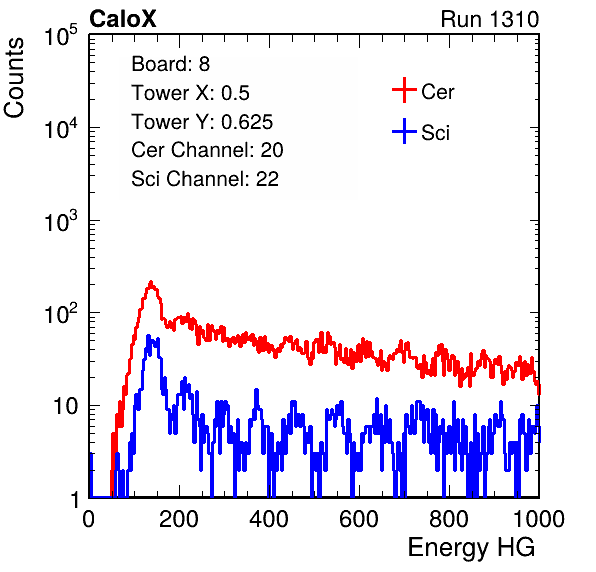 CaloX Run 1310
Counts
10^5
10^4
10^3
10^2
10
1
Board: 8
Tower X: 0.5
Tower Y: 0.625
Cer Channel: 20
Sci Channel: 22
Cer
Sci
0 200 400 600 800 1000
Energy HG